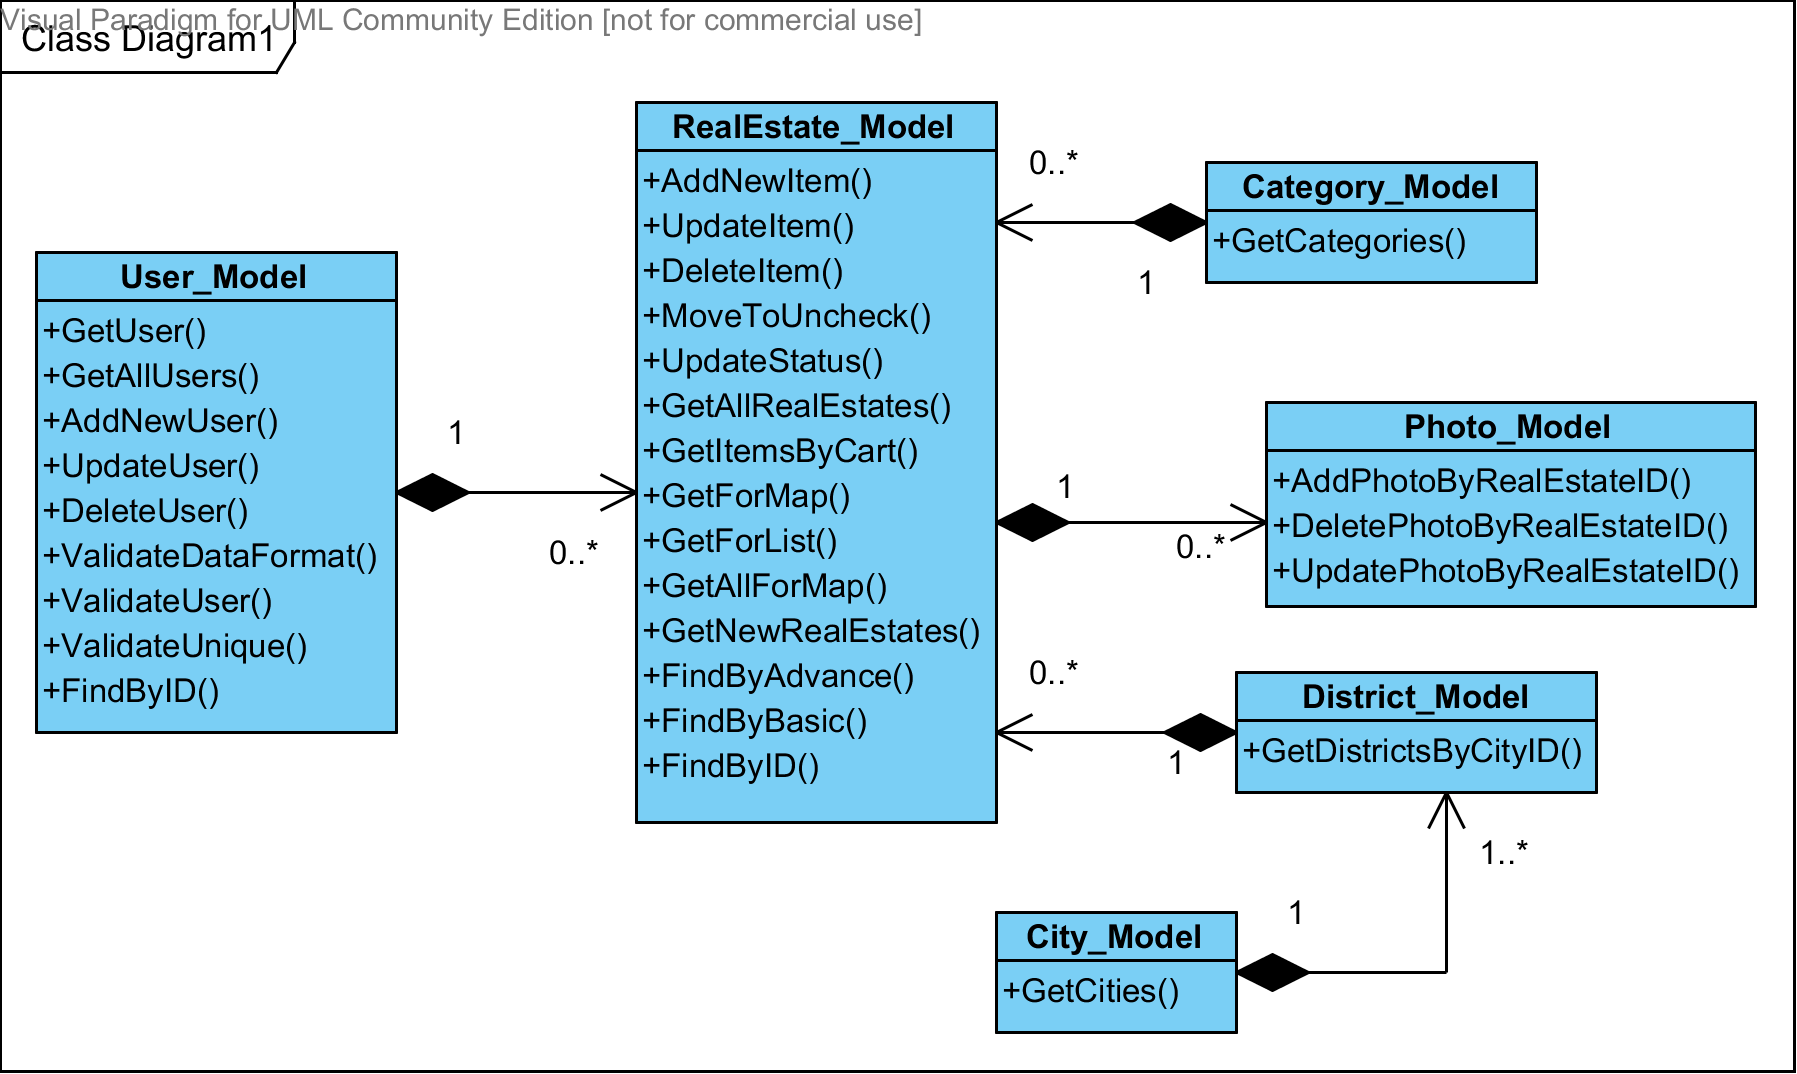 Visual Paradigm for UML Community Edition [not for commercial use]
Class Diagram1
User_Model
+GetUser()
+GetAllUsers()
+AddNewUser()
+UpdateUser()
+DeleteUser()
+ValidateDataFormat()
+ValidateUser()
+ValidateUnique()
+FindByID()
1
0..*
RealEstate_Model
+AddNewItem()
+UpdateItem()
+DeleteItem()
+MoveToUncheck()
+UpdateStatus()
+GetAllRealEstates()
+GetItemsByCart()
+GetForMap()
+GetForList()
+GetAllForMap()
+GetNewRealEstates()
+FindByAdvance()
+FindByBasic()
+FindByID()
0..*
1
Category_Model
+GetCategories()
1
0..*
Photo_Model
+AddPhotoByRealEstateID()
+DeletePhotoByRealEstateID()
+UpdatePhotoByRealEstateID()
0..*
1
District_Model
+GetDistrictsByCityID()
1..*
1
City_Model
+GetCities()